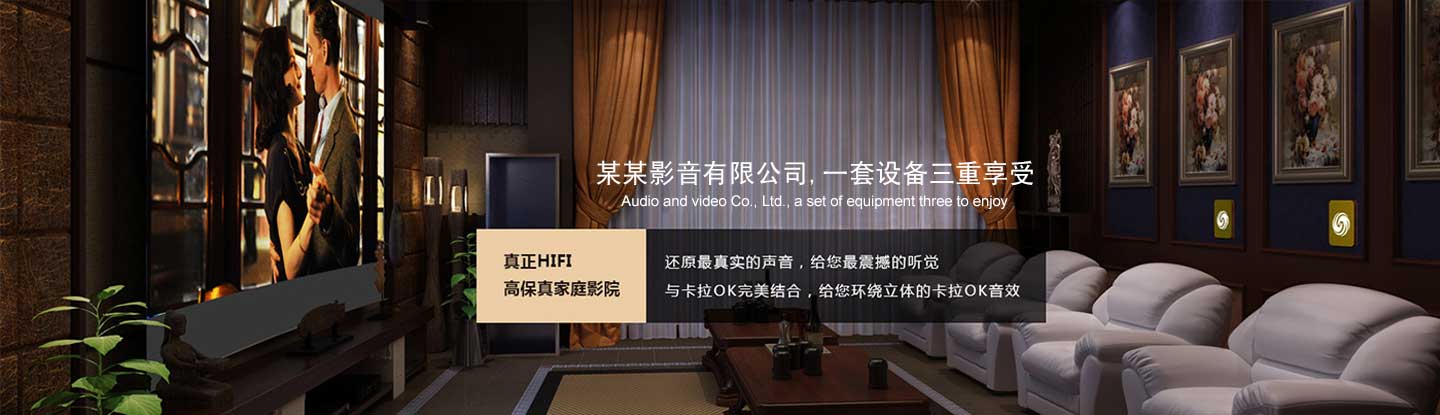 某某影音有限公司,一套设备三重享受
Audio and video Co., Ltd., a set of equipment three to enjoy
真正HIFI
高保真家庭影院
还原最真实的声音，给您最震撼的听觉
与卡拉OK完美结合，给您环绕立体的卡拉OK音效